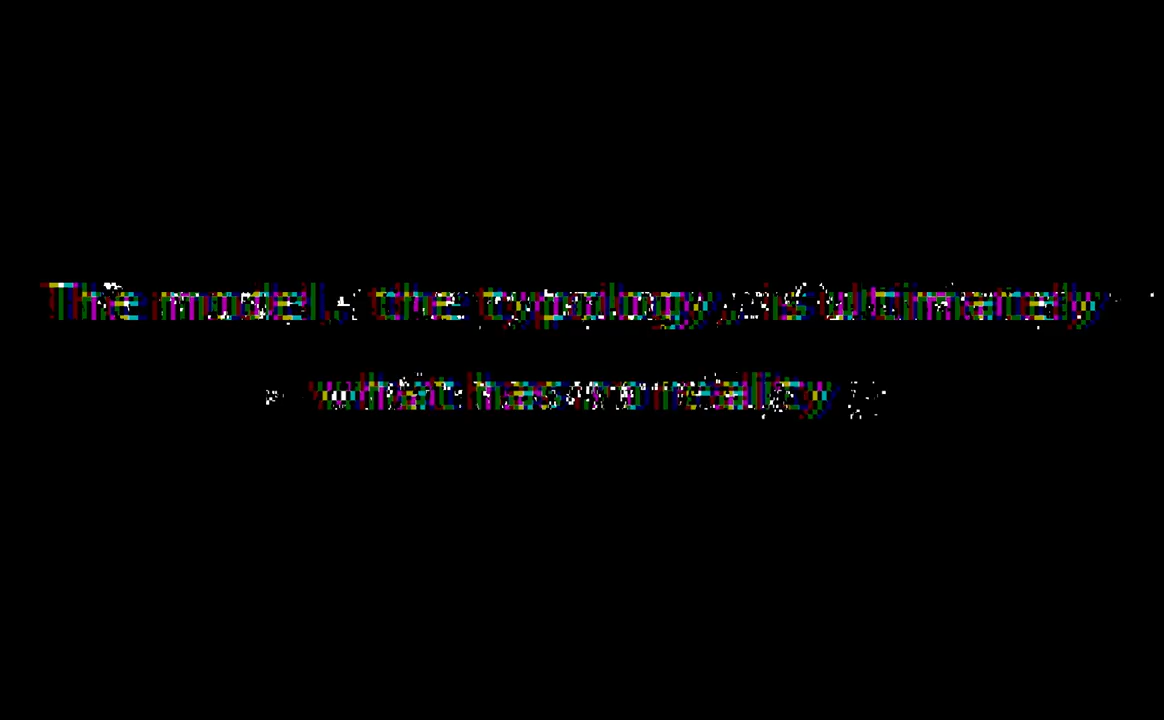 The model, the typology, is ultimately
what has no reality